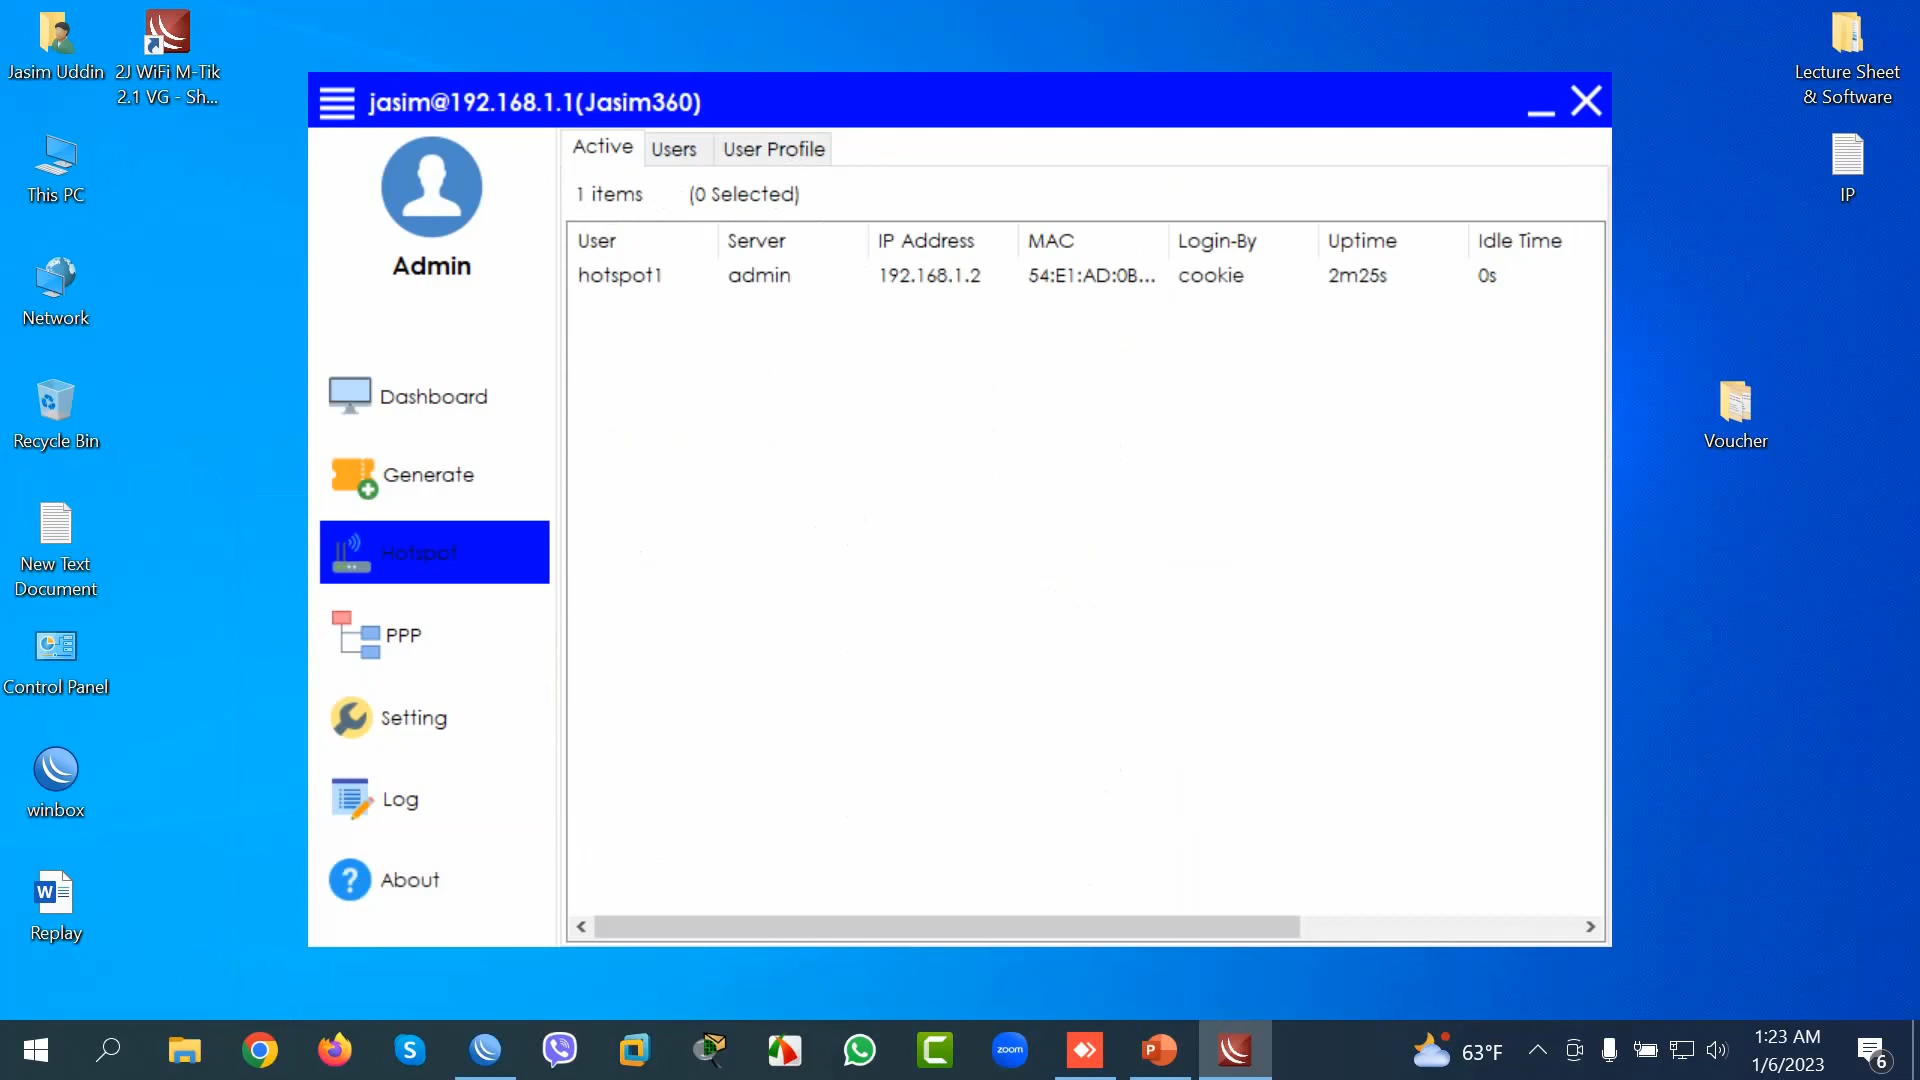 Jasim Uddin
2J WiFi M-Tik
2.1 VG - Sh...
This PC
Network
Recycle Bin
New Text
Document
Control Panel
winbox
Replay
Lecture Sheet
& Software
IP
Voucher
jasim@192.168.1.1(Jasim360)
Admin
Dashboard
Generate
Hotspot
PPP
Setting
Log
About
Active Users User Profile
1 items (0 Selected)
User Server IP Address MAC Login-By Uptime Idle Time
hotspot1 admin 192.168.1.2 54:E1:AD:0B... cookie 2m25s 0s
S
zoom
P
W
63°F
1:23 AM
1/6/2023
6